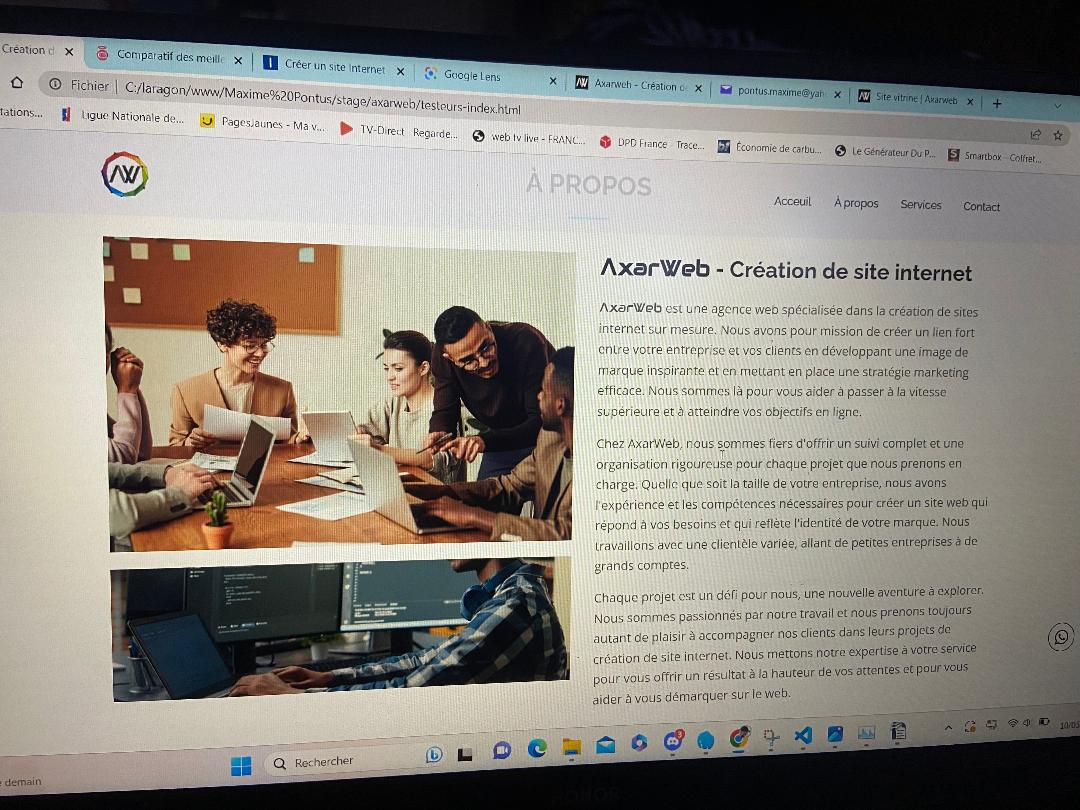 Création d
Comparatif des meille
Créer un site Internet
Google Lens
Axarweb - Création d
pontus.maxime@yah
Site vitrine | Axarweb
Fichier C:/laragon/www/Maxime%20Pontus/stage/axarweb/testeurs-index.html
tations...
Ligue Nationale de...
PagesJaunes - Ma v...
TV-Direct Regarde...
web tv live - FRANC...
DPD France - Trace...
Économie de carbu...
Le Générateur Du P...
Smartbox - Coffret...
AW
À PROPOS
Acceuil
À propos
Services
Contact
AxarWeb - Création de site internet
AxarWeb est une agence web spécialisée dans la création de sites
internet sur mesure. Nous avons pour mission de créer un lien fort
entre votre entreprise et vos clients en développant une image de
marque inspirante et en mettant en place une stratégie marketing
efficace. Nous sommes là pour vous aider à passer à la vitesse
supérieure et à atteindre vos objectifs en ligne.
Chez AxarWeb, nous sommes fiers d'offrir un suivi complet et une
organisation rigoureuse pour chaque projet que nous prenons en
charge. Quelle que soit la taille de votre entreprise, nous avons
l'expérience et les compétences nécessaires pour créer un site web qui
répond à vos besoins et qui reflète l'identité de votre marque. Nous
travaillons avec une clientèle variée, allant de petites entreprises à de
grands comptes.
Chaque projet est un défi pour nous, une nouvelle aventure à explorer.
Nous sommes passionnés par notre travail et nous prenons toujours
autant de plaisir à accompagner nos clients dans leurs projets de
création de site internet. Nous mettons notre expertise à votre service
pour vous offrir un résultat à la hauteur de vos attentes et pour vous
aider à vous démarquer sur le web.
demain
Rechercher
10/05
HONOR